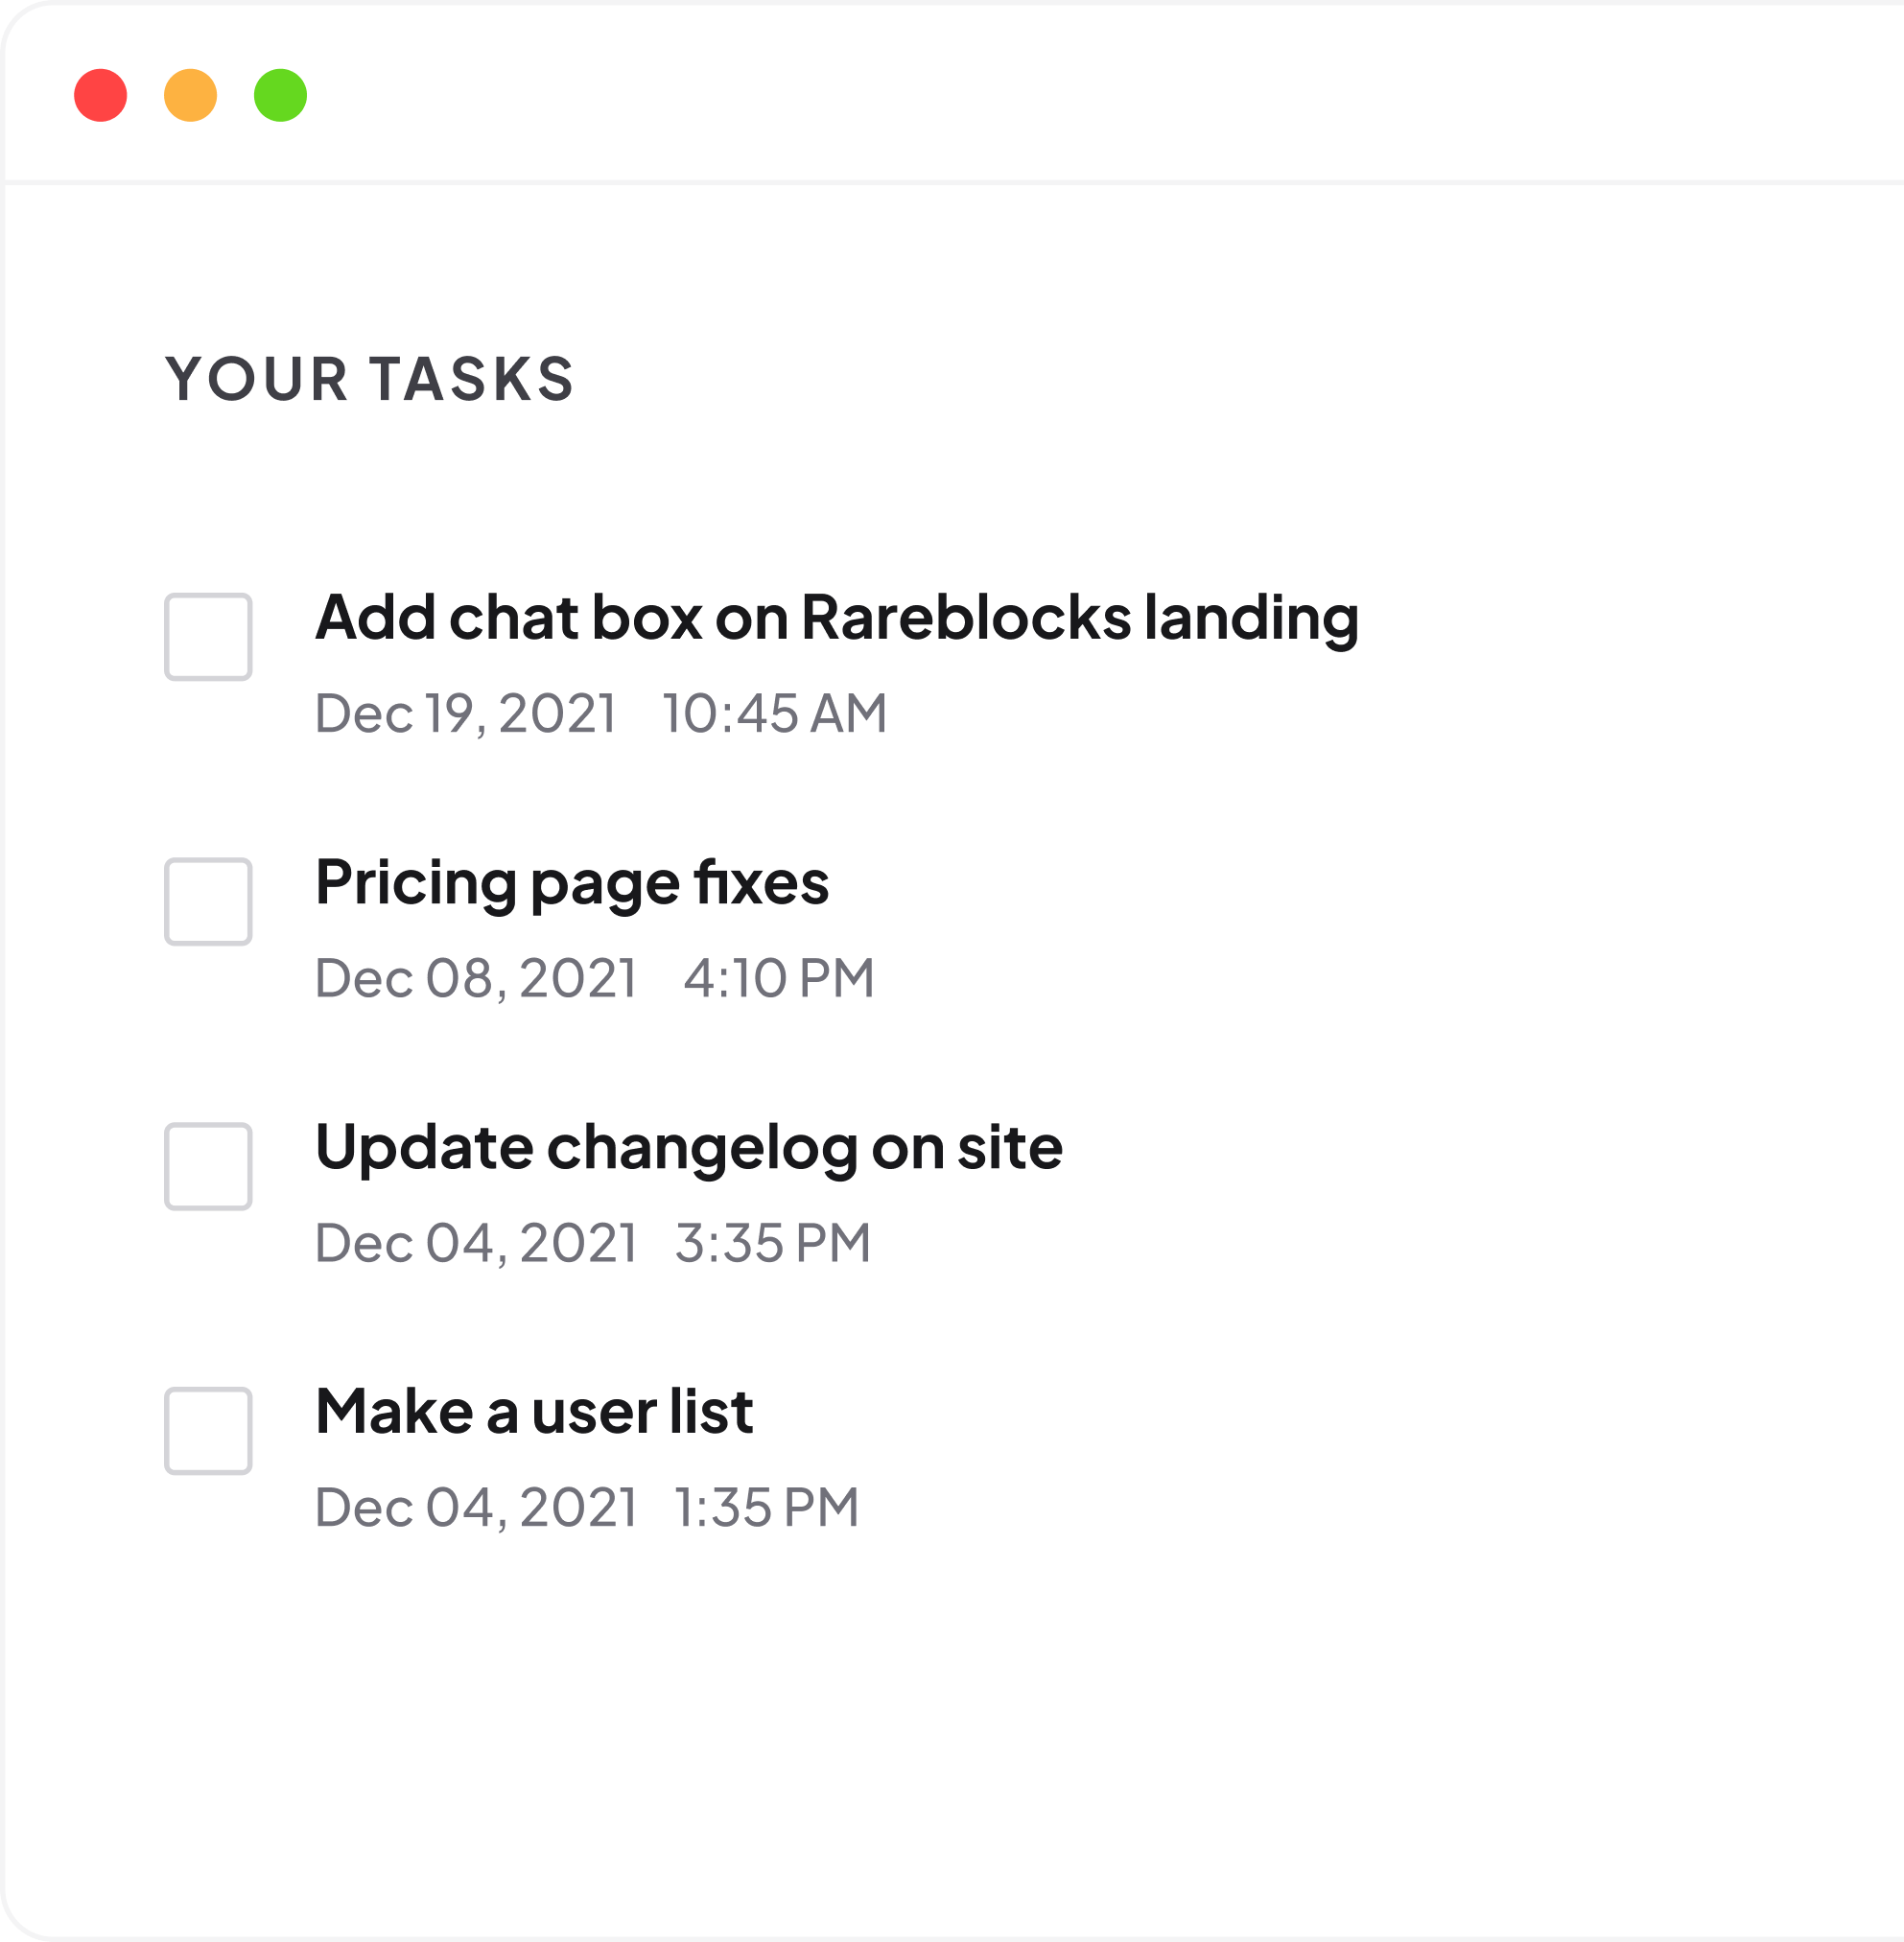 YOUR TASKS
Add chat box on Rareblocks landing
Dec 19, 2021 10:45 AM
Pricing page fixes
Dec 08, 2021 4:10 PM
Update changelog on site
Dec 04, 2021 3:35 PM
Make a user list
Dec 04, 2021 1:35 PM